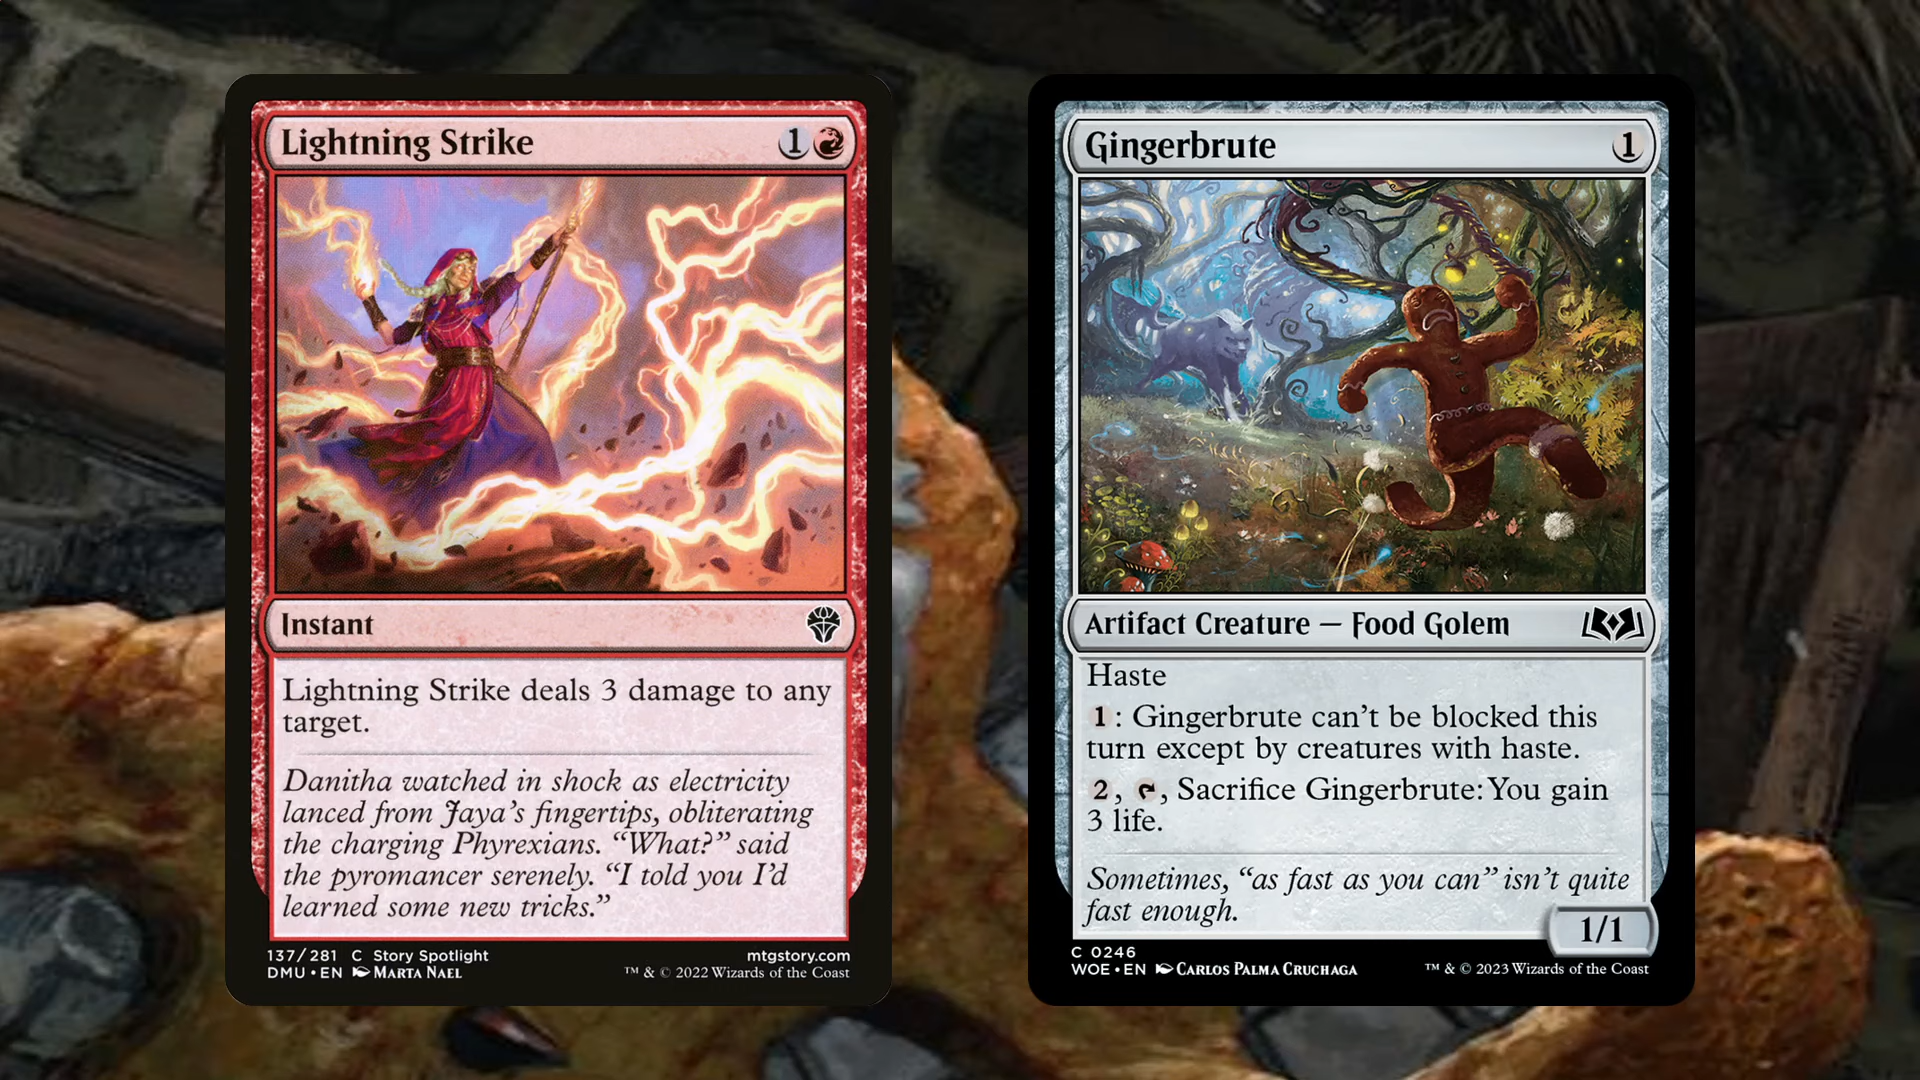 Lightning Strike 1
Instant
Lightning Strike deals 3 damage to any
target.
Danitha watched in shock as electricity
lanced from Jaya's fingertips, obliterating
the charging Phyrexians. “What?” said
the pyromancer serenely. “I told you I'd
learned some new tricks.”
137/281 C Story Spotlight
mtgstory.com
DMU • EN Marta Nael
™ & © 2022 Wizards of the Coast
Gingerbrute 1
Artifact Creature — Food Golem
Haste
1: Gingerbrute can't be blocked this
turn except by creatures with haste.
2, , Sacrifice Gingerbrute: You gain
3 life.
Sometimes, “as fast as you can” isn't quite
fast enough.
1/1
C 0246
WOE • EN Carlos Palma Cruchaga
™ & © 2023 Wizards of the Coast